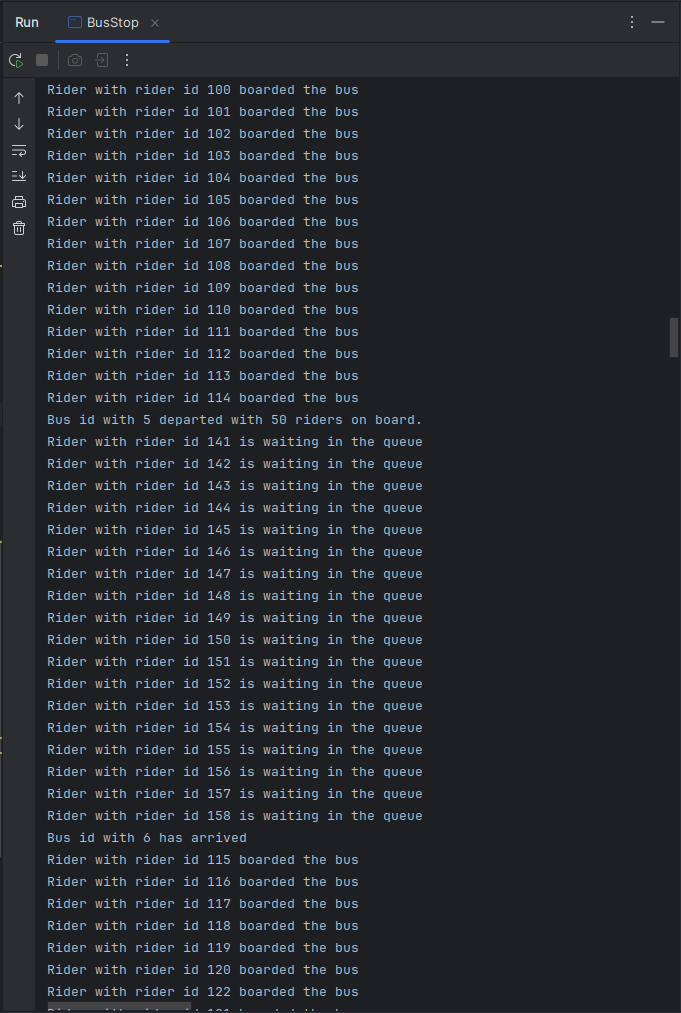 Run
BusStop
Rider with rider id 100 boarded the bus
Rider with rider id 101 boarded the bus
Rider with rider id 102 boarded the bus
Rider with rider id 103 boarded the bus
Rider with rider id 104 boarded the bus
Rider with rider id 105 boarded the bus
Rider with rider id 106 boarded the bus
Rider with rider id 107 boarded the bus
Rider with rider id 108 boarded the bus
Rider with rider id 109 boarded the bus
Rider with rider id 110 boarded the bus
Rider with rider id 111 boarded the bus
Rider with rider id 112 boarded the bus
Rider with rider id 113 boarded the bus
Rider with rider id 114 boarded the bus
Bus id with 5 departed with 50 riders on board.
Rider with rider id 141 is waiting in the queue
Rider with rider id 142 is waiting in the queue
Rider with rider id 143 is waiting in the queue
Rider with rider id 144 is waiting in the queue
Rider with rider id 145 is waiting in the queue
Rider with rider id 146 is waiting in the queue
Rider with rider id 147 is waiting in the queue
Rider with rider id 148 is waiting in the queue
Rider with rider id 149 is waiting in the queue
Rider with rider id 150 is waiting in the queue
Rider with rider id 151 is waiting in the queue
Rider with rider id 152 is waiting in the queue
Rider with rider id 153 is waiting in the queue
Rider with rider id 154 is waiting in the queue
Rider with rider id 155 is waiting in the queue
Rider with rider id 156 is waiting in the queue
Rider with rider id 157 is waiting in the queue
Rider with rider id 158 is waiting in the queue
Bus id with 6 has arrived
Rider with rider id 115 boarded the bus
Rider with rider id 116 boarded the bus
Rider with rider id 117 boarded the bus
Rider with rider id 118 boarded the bus
Rider with rider id 119 boarded the bus
Rider with rider id 120 boarded the bus
Rider with rider id 122 boarded the bus